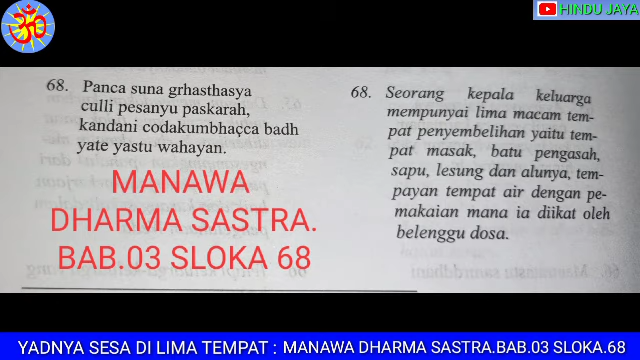 HINDU JAYA
68. Panca suna grhasthasya
culli pesanyu paskarah,
kandani codakumbhaçca badh
yate yastu wahayan.
68. Seorang kepala keluarga
mempunyai lima macam tem-
pat penyembelihan yaitu tem-
pat masak, batu pengasah,
sapu, lesung dan alunya, tem-
payan tempat air dengan pe-
makaian mana ia diikat oleh
belenggu dosa.
MANAWA
DHARMA SASTRA.
BAB.03 SLOKA 68
YADNYA SESA DI LIMA TEMPAT : MANAWA DHARMA SASTRA.BAB.03 SLOKA.68